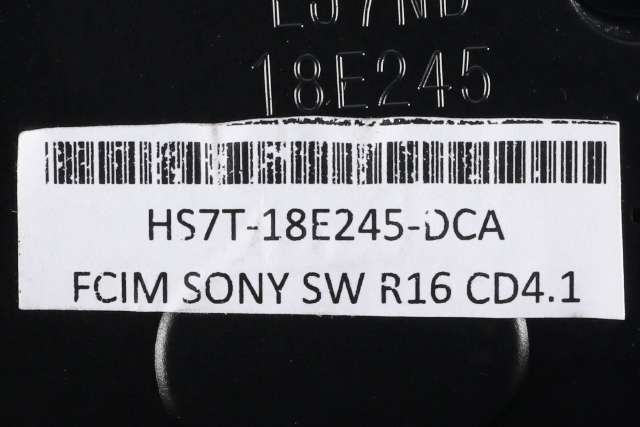 18E245
HS7T-18E245-DCA
FCIM SONY SW R16 CD4.1